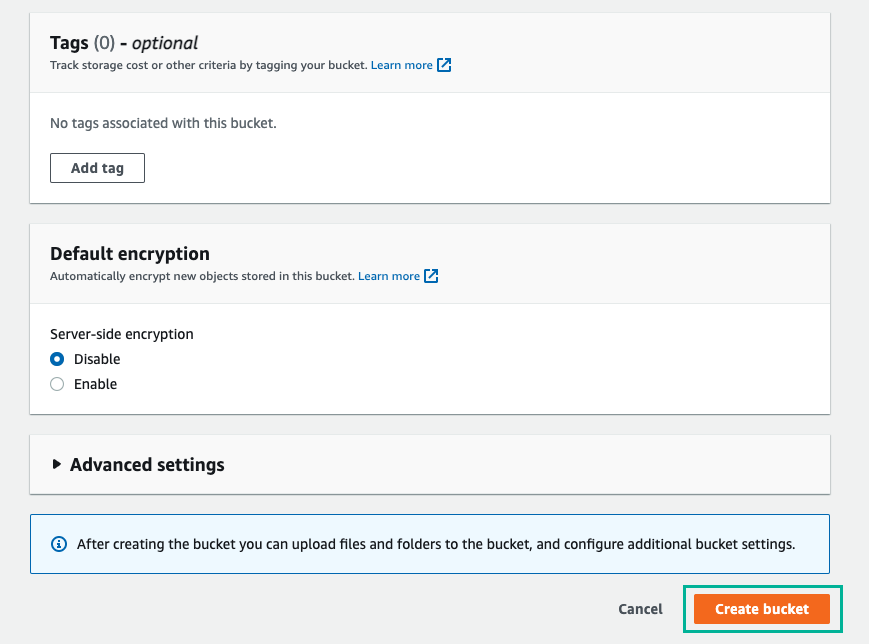 Tags (0) - optional
Track storage cost or other criteria by tagging your bucket. Learn more
No tags associated with this bucket.
Add tag
Default encryption
Automatically encrypt new objects stored in this bucket. Learn more
Server-side encryption
Disable
Enable
Advanced settings
After creating the bucket you can upload files and folders to the bucket, and configure additional bucket settings.
Cancel Create bucket